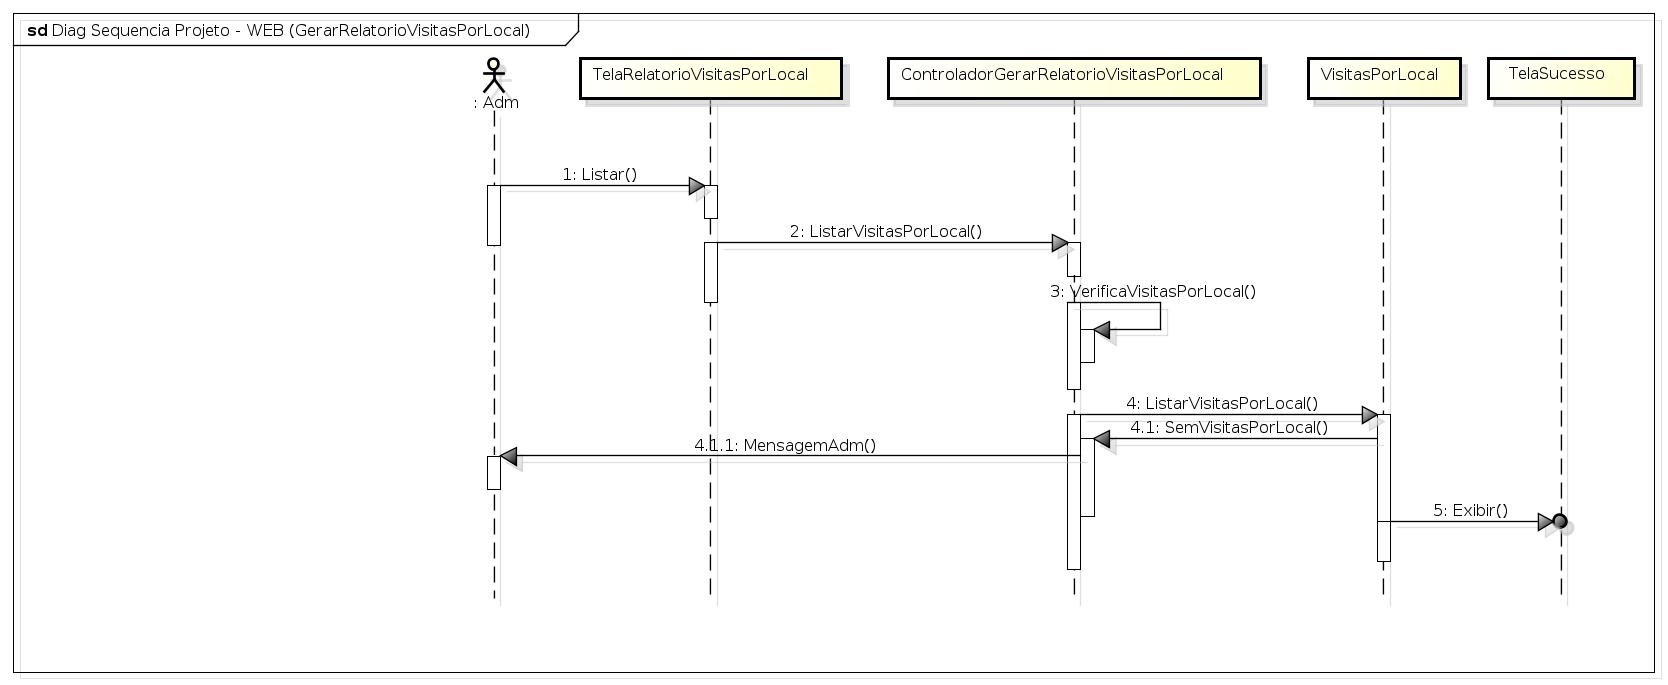 sd Diag Sequencia Projeto - WEB (GerarRelatorioVisitasPorLocal)
: Adm
TelaRelatorioVisitasPorLocal
ControladorGerarRelatorioVisitasPorLocal
VisitasPorLocal
TelaSucesso
1: Listar()
2: ListarVisitasPorLocal()
3: VerificaVisitasPorLocal()
4: ListarVisitasPorLocal()
4.1: SemVisitasPorLocal()
4.1.1: MensagemAdm()
5: Exibir()